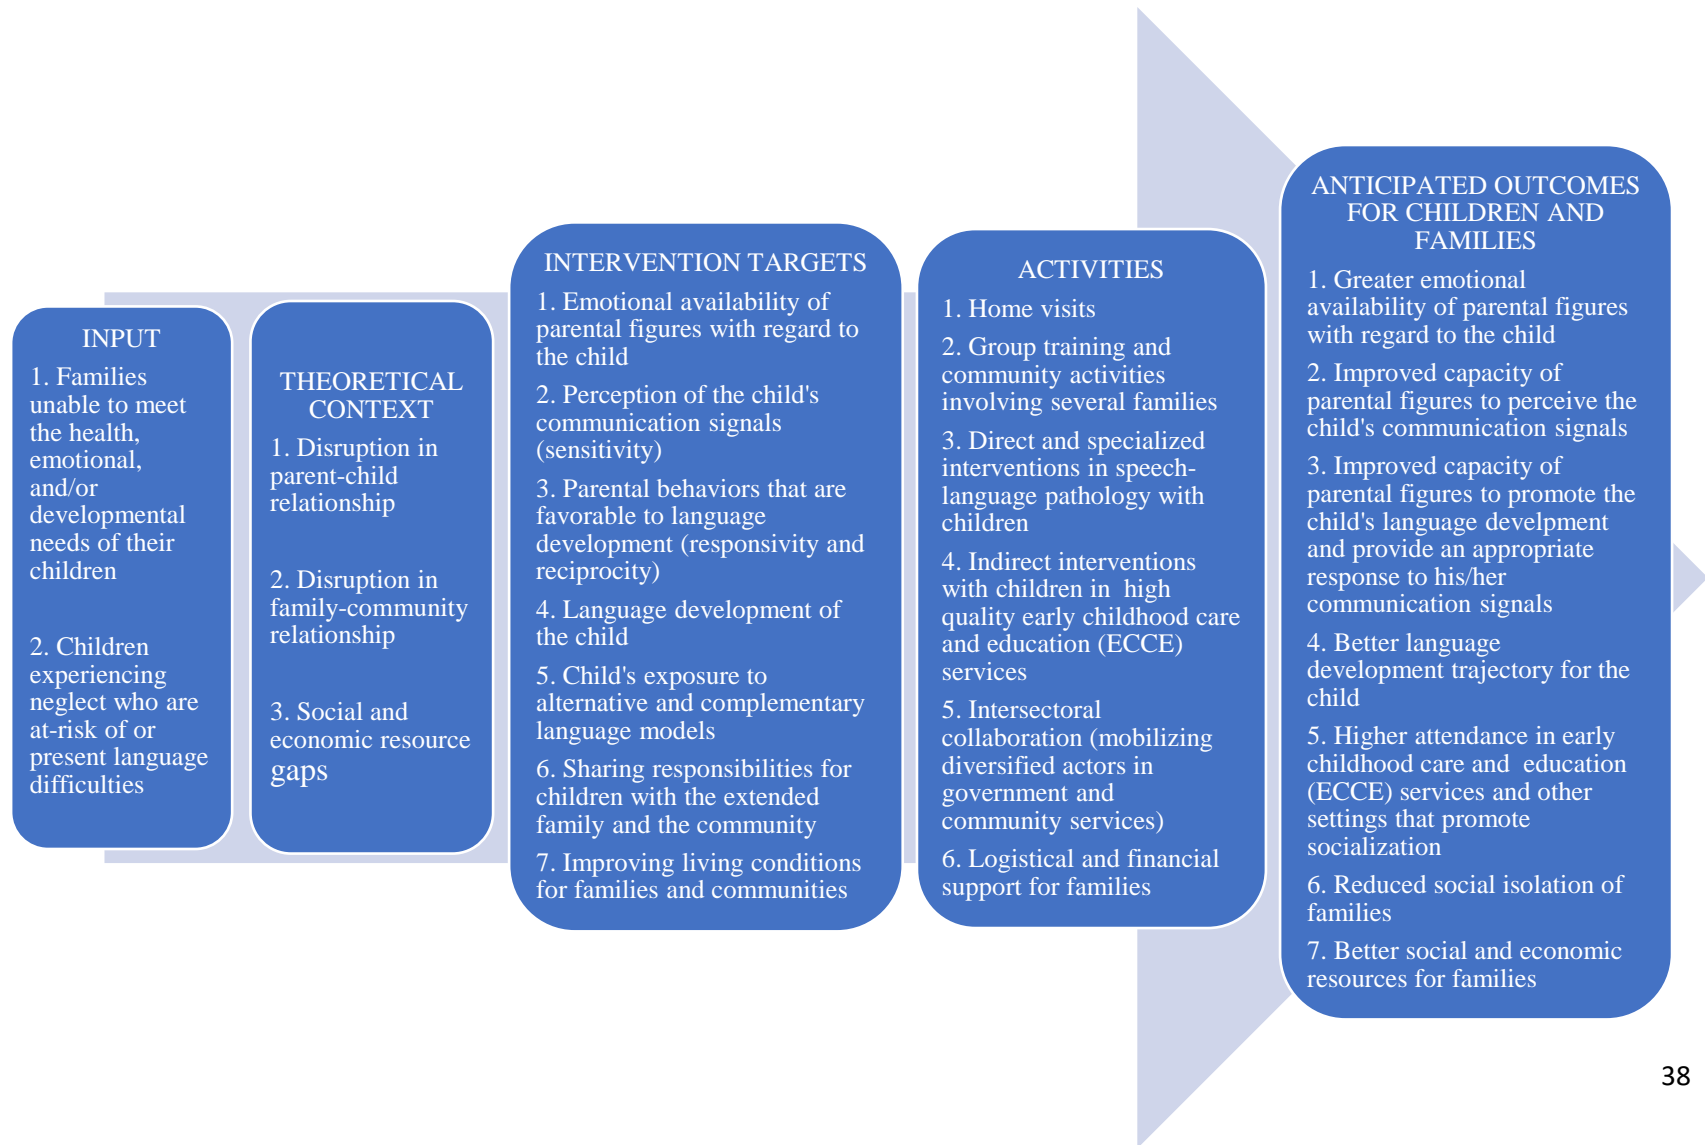 INPUT
1. Families
unable to meet
the health,
emotional,
and/or
developmental
needs of their
children
2. Children
experiencing
neglect who are
at-risk of or
present language
difficulties
THEORETICAL
CONTEXT
1. Disruption in
parent-child
relationship
2. Disruption in
family-community
relationship
3. Social and
economic resource
gaps
INTERVENTION TARGETS
1. Emotional availability of
parental figures with regard to
the child
2. Perception of the child's
communication signals
(sensitivity)
3. Parental behaviors that are
favorable to language
development (responsivity and
reciprocity)
4. Language development of
the child
5. Child's exposure to
alternative and complementary
language models
6. Sharing responsibilities for
children with the extended
family and the community
7. Improving living conditions
for families and communities
ACTIVITIES
1. Home visits
2. Group training and
community activities
involving several families
3. Direct and specialized
interventions in speech-
language pathology with
children
4. Indirect interventions
with children in high
quality early childhood care
and education (ECCE)
services
5. Intersectoral
collaboration (mobilizing
diversified actors in
government and
community services)
6. Logistical and financial
support for families
ANTICIPATED OUTCOMES
FOR CHILDREN AND
FAMILIES
1. Greater emotional
availability of parental figures
with regard to the child
2. Improved capacity of
parental figures to perceive the
child's communication signals
3. Improved capacity of
parental figures to promote the
child's language develpment
and provide an appropriate
response to his/her
communication signals
4. Better language
development trajectory for the
child
5. Higher attendance in early
childhood care and education
(ECCE) services and other
settings that promote
socialization
6. Reduced social isolation of
families
7. Better social and economic
resources for families
38